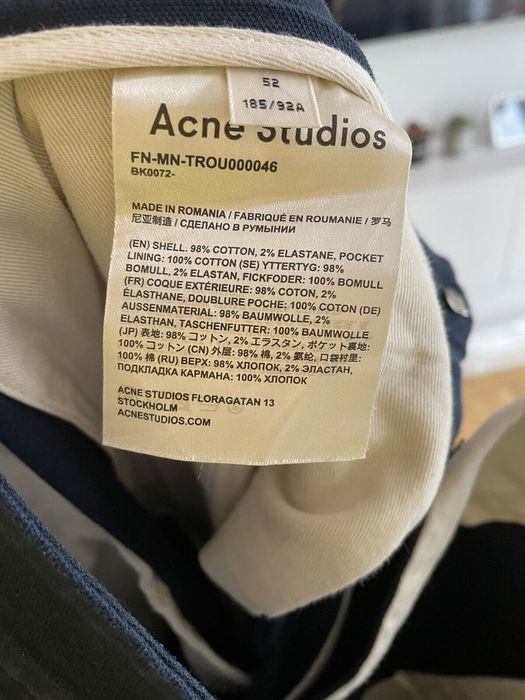 52
185/92A
Acne Studios
FN-MN-TROU000046
BK0072-
MADE IN ROMANIA / FABRIQUÉ EN ROUMANIE / 罗马
尼亚制造 / СДЕЛАНО В РУМЫНИИ
(EN) SHELL. 98% COTTON, 2% ELASTANE, POCKET
LINING: 100% COTTON (SE) YTTERTYG: 98%
BOMULL, 2% ELASTAN, FICKFODER: 100% BOMULL
(FR) COQUE EXTÉRIEURE: 98% COTON, 2%
ÉLASTHANE, DOUBLURE POCHE: 100% COTON (DE)
AUSSENMATERIAL: 98% BAUMWOLLE, 2%
ELASTHAN, TASCHENFUTTER: 100% BAUMWOLLE
(JP) 表地: 98% コットン, 2% エラスタン, ポケット裏地:
100% コットン (CN) 外层: 98% 棉, 2% 氨纶, 口袋衬里:
100% 棉 (RU) ВЕРХ: 98% ХЛОПОК, 2% ЭЛАСТАН,
ПОДКЛАДКА КАРМАНА: 100% ХЛОПОК
ACNE STUDIOS FLORAGATAN 13
STOCKHOLM
ACNESTUDIOS.COM